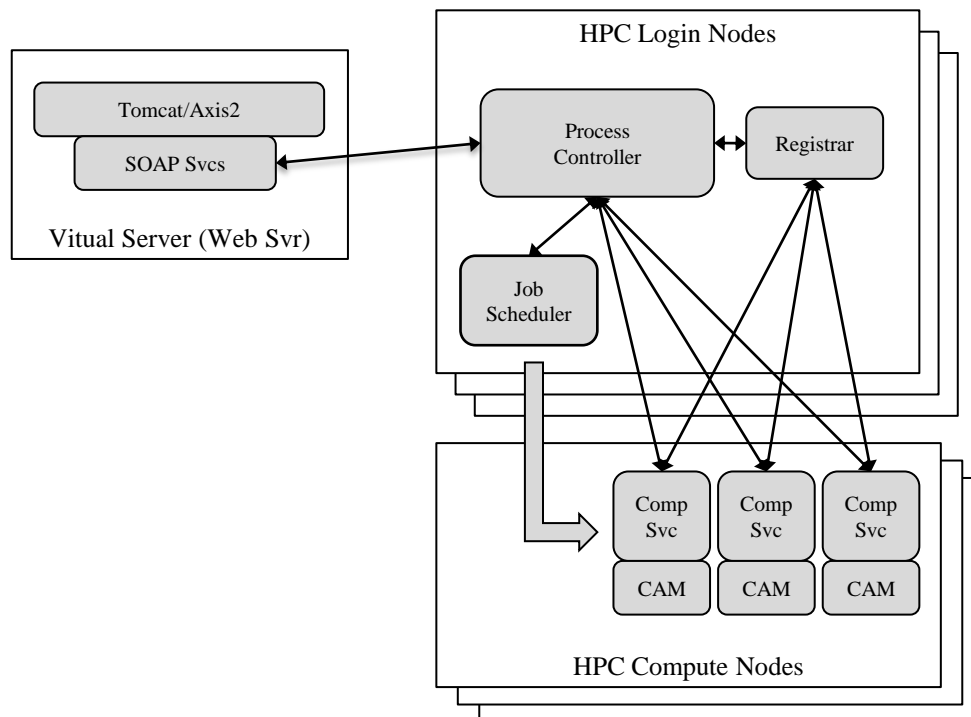 HPC Login Nodes
Tomcat/Axis2
SOAP Svcs
Vitual Server (Web Svr)
Process
Controller
Registrar
Job
Scheduler
Comp
Svc
Comp
Svc
Comp
Svc
CAM
CAM
CAM
HPC Compute Nodes